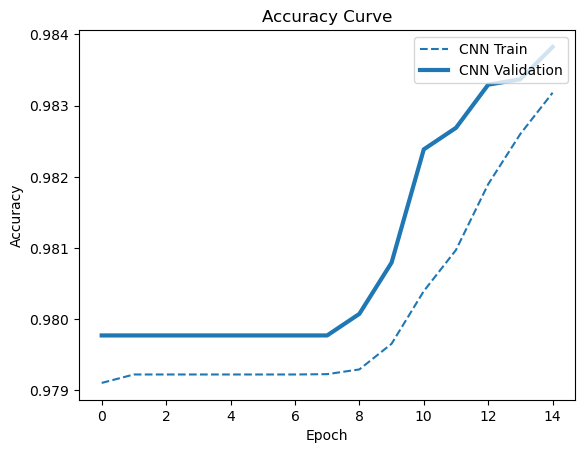 Accuracy Curve
CNN Train
CNN Validation
Accuracy
0.984
0.983
0.982
0.981
0.980
0.979
0 2 4 6 8 10 12 14
Epoch